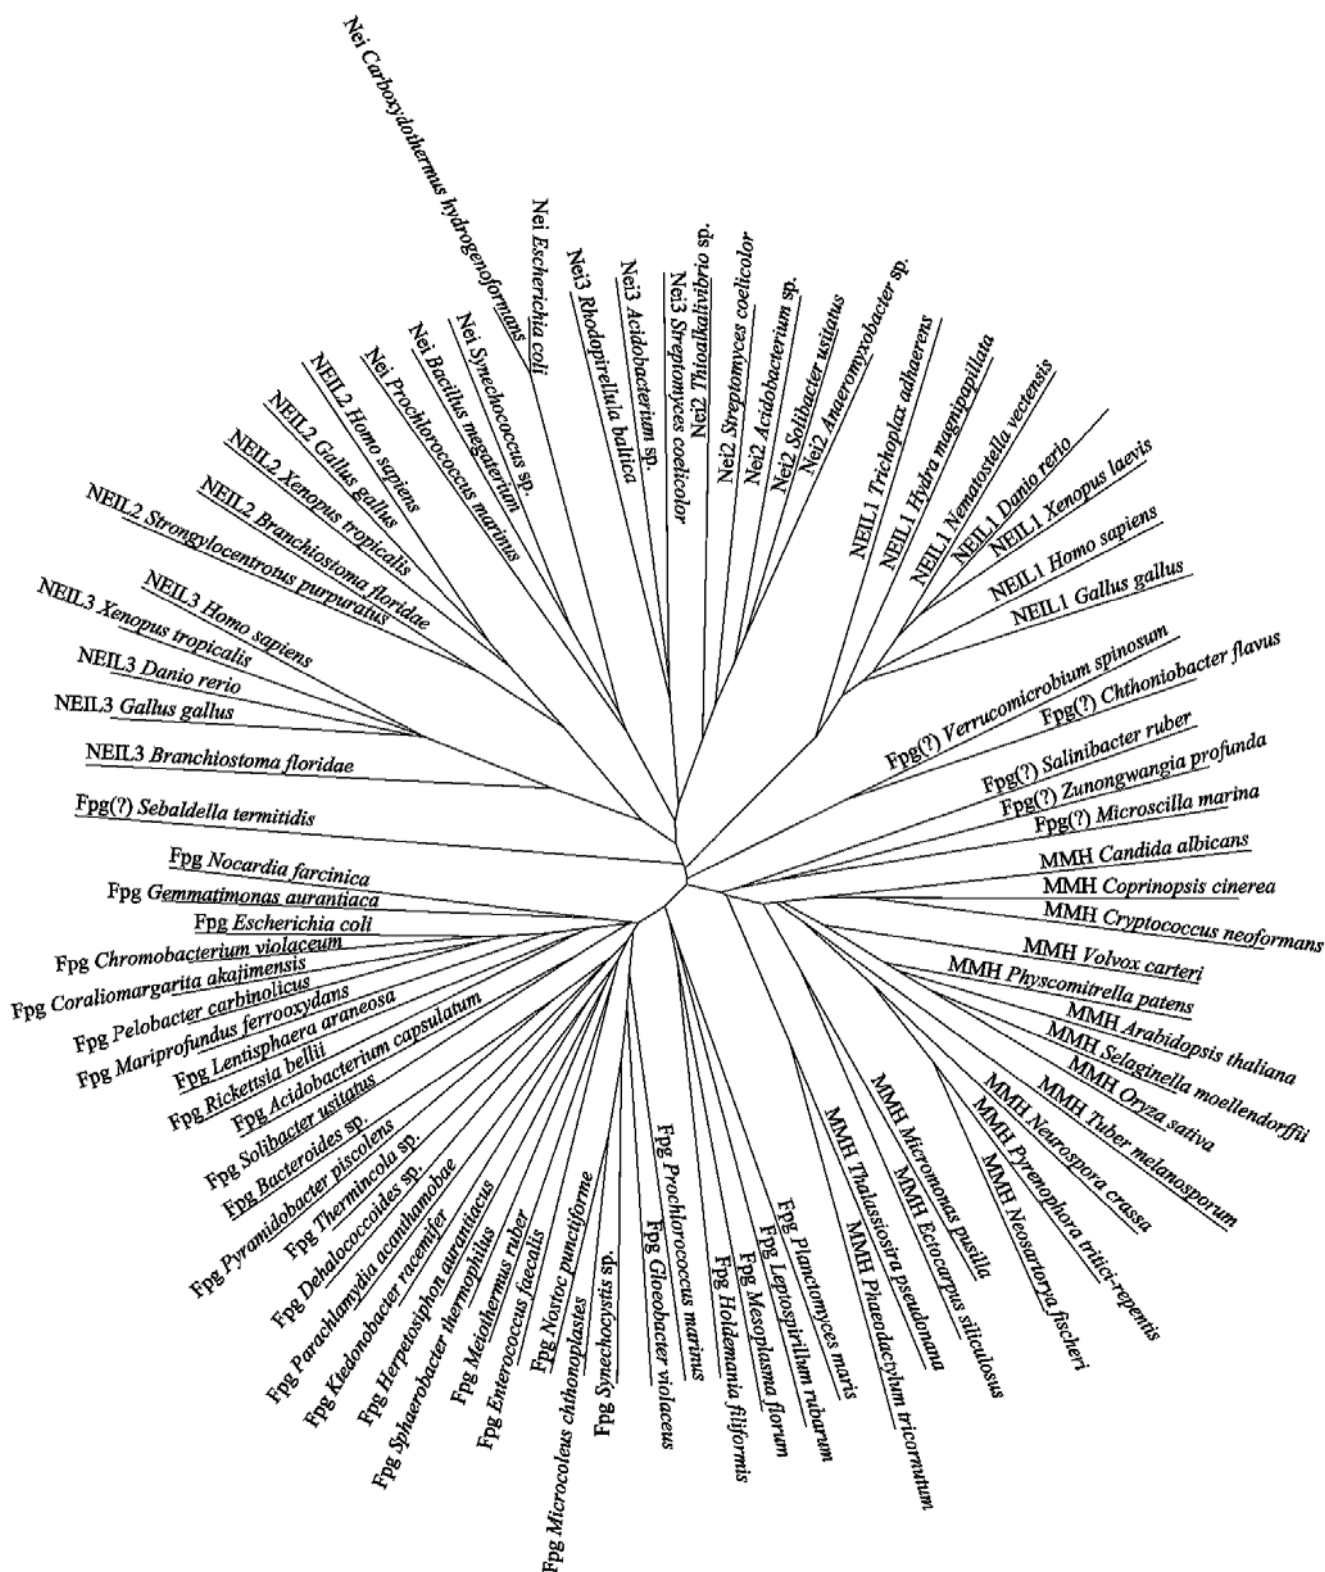 Nei Carboxydothermus hydrogenoformans
Nei Escherichia coli
Nei3 Rhodopirellula baltica
Nei3 Acidobacterium sp.
Nei3 Streptomyces coelicolor
Nei2 Thioalkalivibrio sp.
Nei2 Streptomyces coelicolor
Nei2 Acidobacterium sp.
Nei2 Solibacter usitatus
Nei2 Anaeromyxobacter sp.
NEIL1 Trichoplax adhaerens
NEIL1 Hydra magnipapillata
NEIL1 Nematostella vectensis
NEIL1 Danio rerio
NEIL1 Xenopus laevis
NEIL1 Homo sapiens
NEIL1 Gallus gallus
Fpg(?) Verrucomicrobium spinosum
Fpg(?) Chthoniobacter flavus
Fpg(?) Salinibacter ruber
Fpg(?) Zunongwangia profunda
Fpg(?) Microscilla marina
MMH Candida albicans
MMH Coprinopsis cinerea
MMH Cryptococcus neoformans
MMH Volvox carteri
MMH Physcomitrella patens
MMH Arabidopsis thaliana
MMH Selaginella moellendorffii
MMH Oryza sativa
MMH Tuber melanosporum
MMH Neurospora crassa
MMH Pyrenophora tritici-repentis
MMH Neosartorya fischeri
MMH Micromonas pusilla
MMH Ectocarpus siliculosus
MMH Thalassiosira pseudonana
MMH Phaeodactylum tricornutum
Fpg Planctomyces maris
Fpg Leptospirillum rubarum
Fpg Mesoplasma florum
Fpg Holdemania filiformis
Fpg Prochlorococcus marinus
Fpg Gloeobacter violaceus
Fpg Synechocystis sp.
Fpg Microcoleus chthonoplastes
Fpg Nostoc punctiforme
Fpg Enterococcus faecalis
Fpg Meiothermus ruber
Fpg Sphaerobacter thermophilus
Fpg Herpetosiphon aurantiacus
Fpg Ktedonobacter racemifer
Fpg Parachlamydia acanthamobae
Fpg Dehalococcoides sp.
Fpg Thermincola sp.
Fpg Pyramidobacter piscolens
Fpg Bacteroides sp.
Fpg Solibacter usitatus
Fpg Acidobacterium capsulatum
Fpg Rickettsia bellii
Fpg Lentisphaera araneosa
Fpg Mariprofundus ferrooxydans
Fpg Pelobacter carbinolicus
Fpg Coraliomargarita akajimensis
Fpg Chromobacterium violaceum
Fpg Escherichia coli
Fpg Gemmatimonas aurantiaca
Fpg Nocardia farcinica
Fpg(?) Sebaldella termitidis
NEIL3 Branchiostoma floridae
NEIL3 Gallus gallus
NEIL3 Danio rerio
NEIL3 Xenopus tropicalis
NEIL3 Homo sapiens
NEIL2 Strongylocentrotus purpuratus
NEIL2 Branchiostoma floridae
NEIL2 Xenopus tropicalis
NEIL2 Gallus gallus
NEIL2 Homo sapiens
Nei Prochlorococcus marinus
Nei Bacillus megaterium
Nei Synechococcus sp.